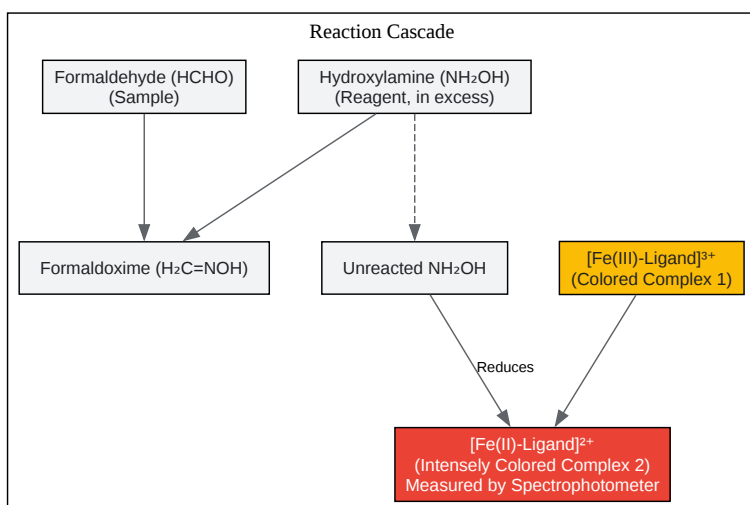 Reaction Cascade
Formaldehyde (HCHO)
(Sample)
Hydroxylamine (NH₂OH)
(Reagent, in excess)
Formaldoxime (H₂C=NOH)
Unreacted NH₂OH
[Fe(III)-Ligand]³⁺
(Colored Complex 1)
Reduces
[Fe(II)-Ligand]²⁺
(Intensely Colored Complex 2)
Measured by Spectrophotometer